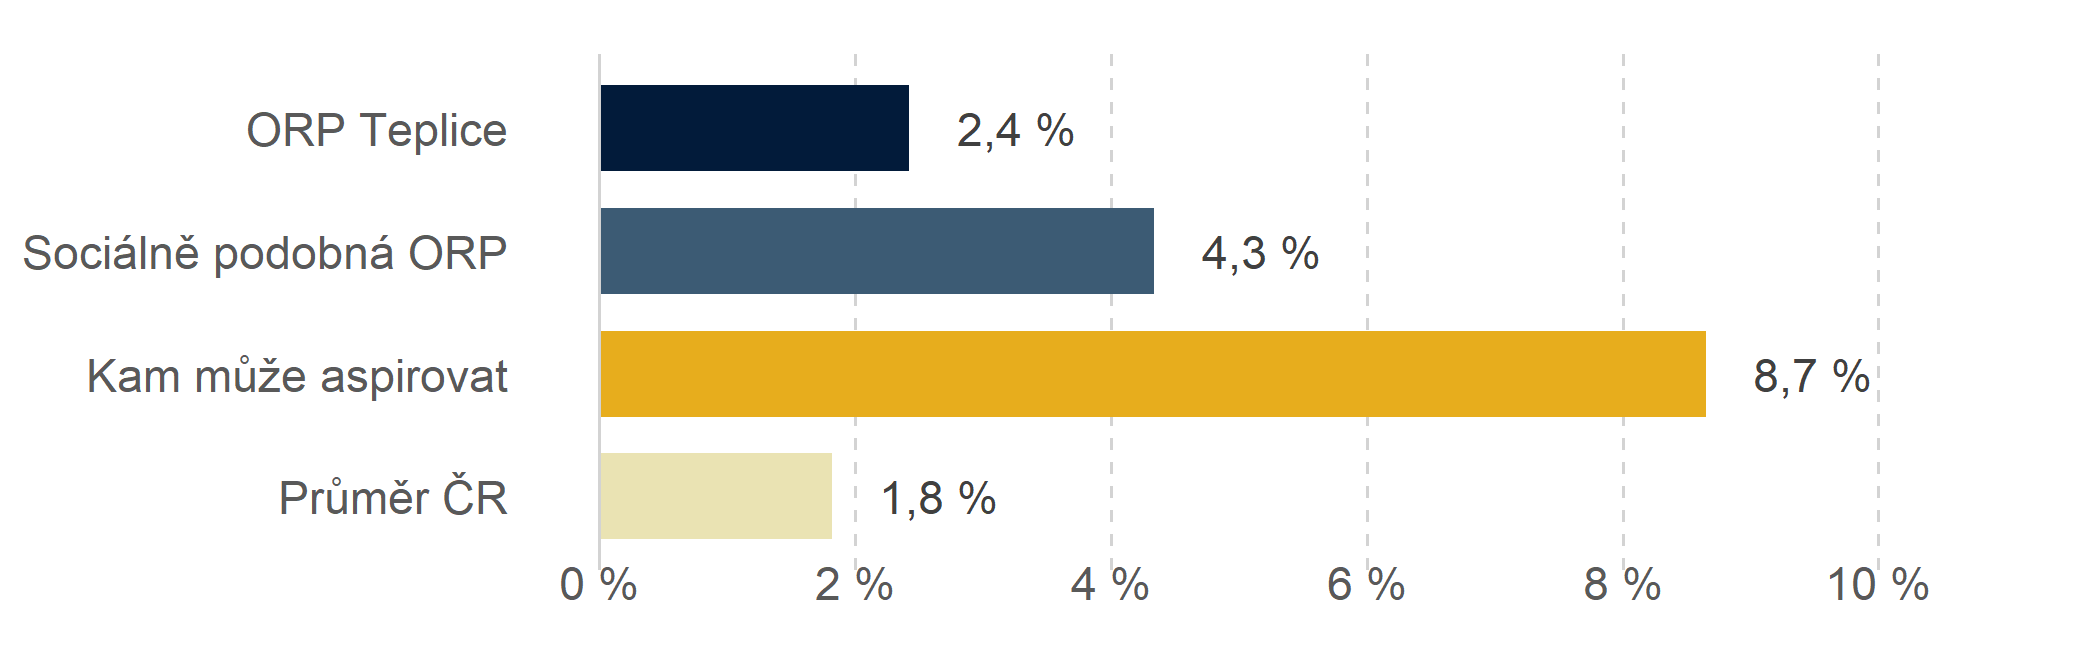 ORP Teplice
2,4 %
Sociálně podobná ORP
4,3 %
Kam může aspirovat
8,7 %
Průměr ČR
1,8 %
0 %
2 %
4 %
6 %
8 %
10 %